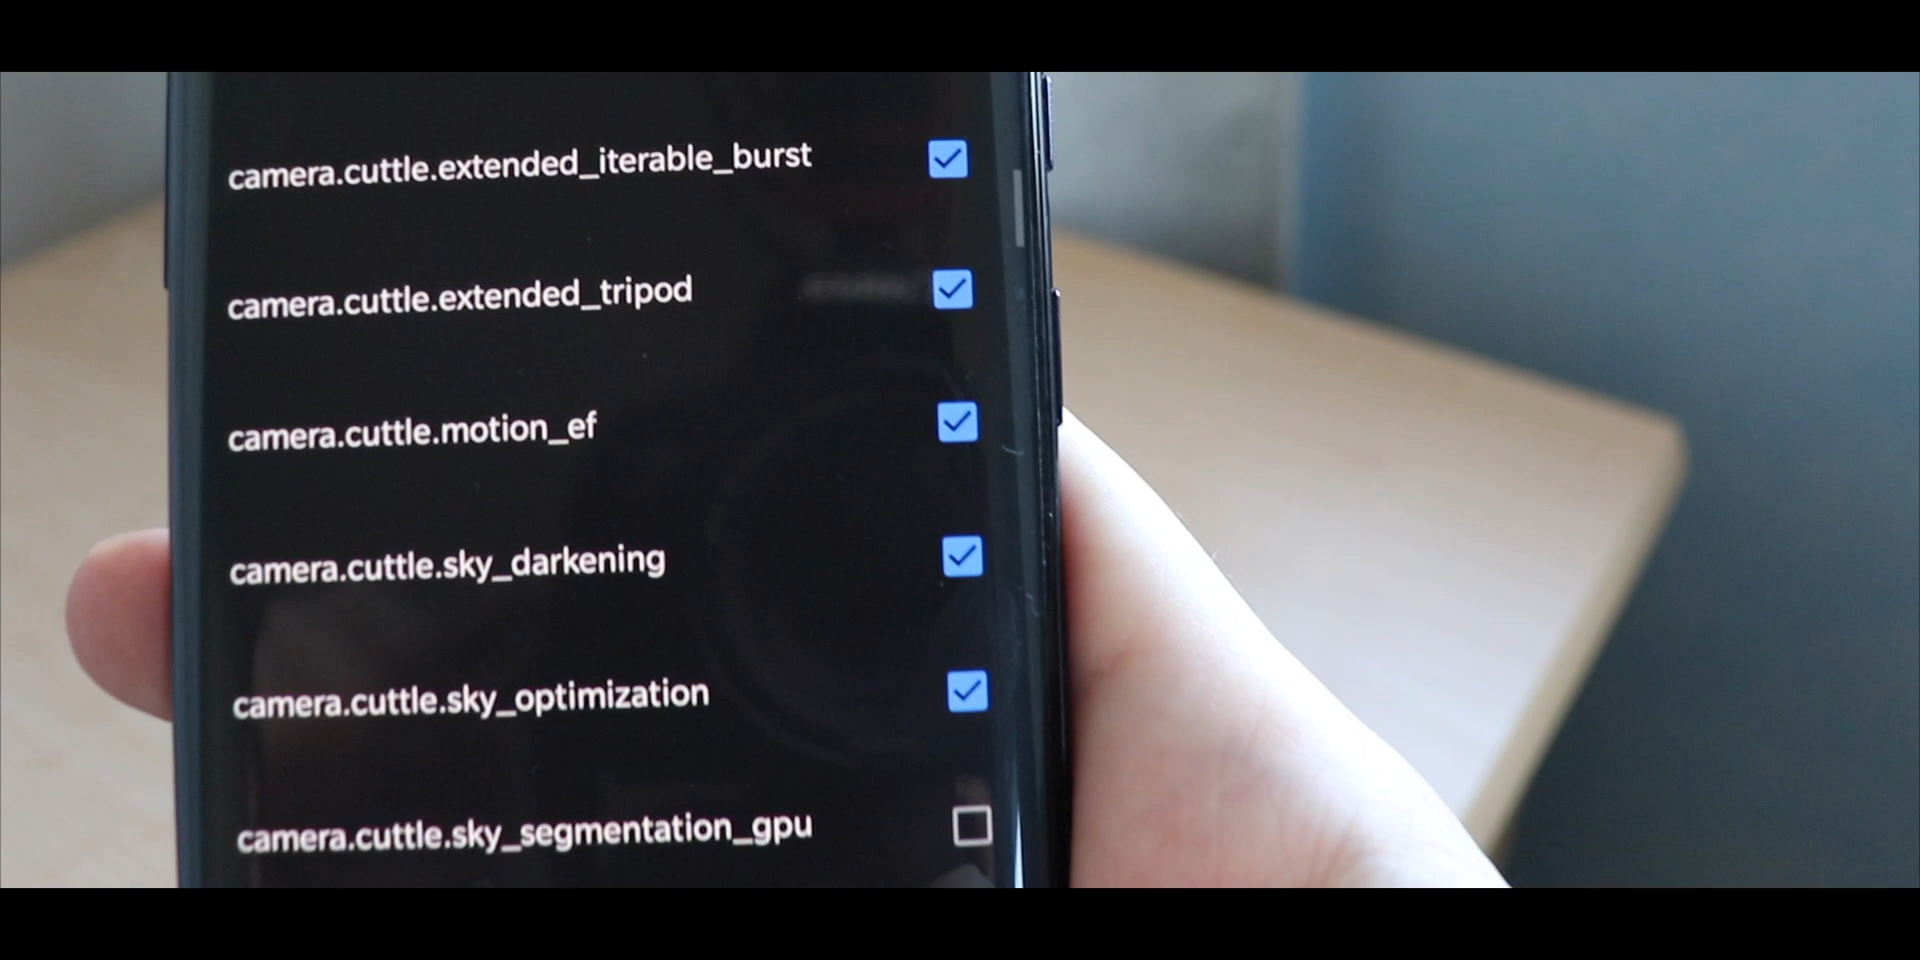 camera.cuttle.extended_iterable_burst
camera.cuttle.extended_tripod
camera.cuttle.motion_ef
camera.cuttle.sky_darkening
camera.cuttle.sky_optimization
camera.cuttle.sky_segmentation_gpu